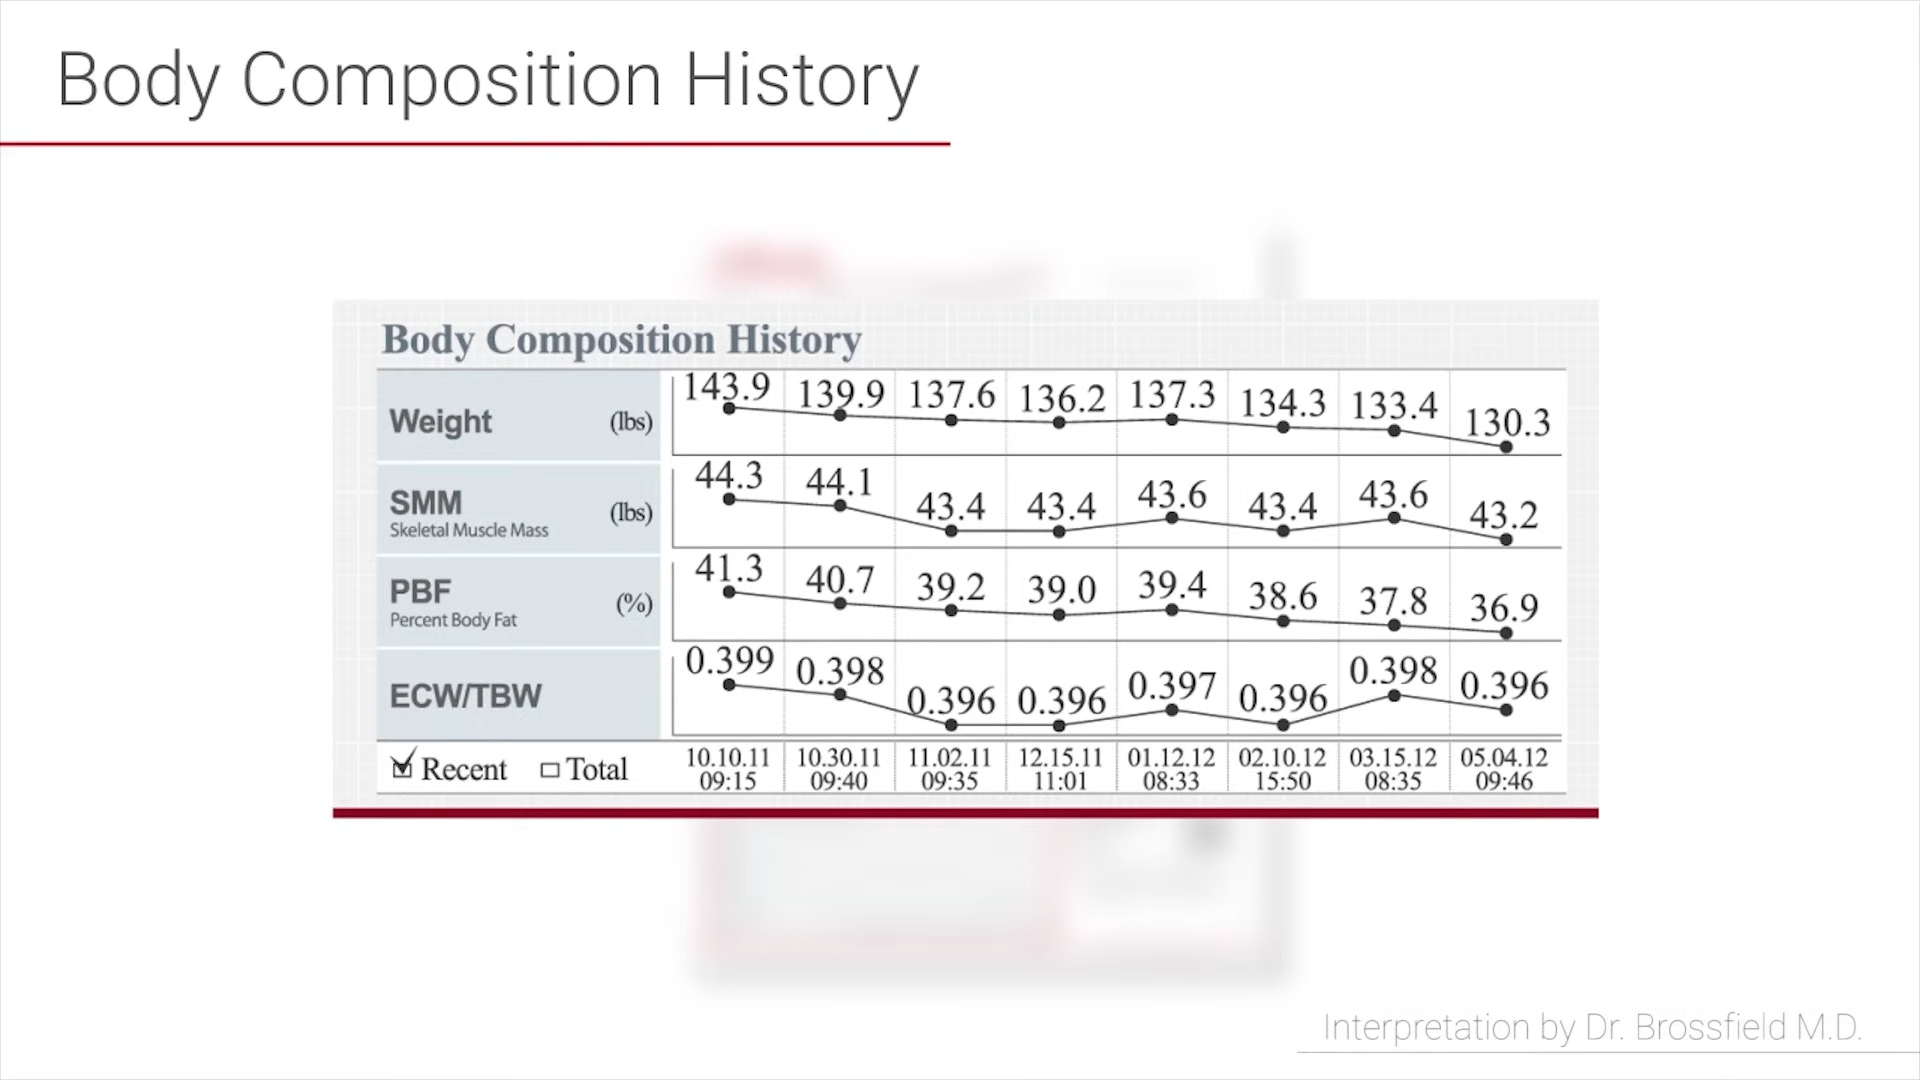 Body Composition History
Body Composition History
Weight (lbs) 143.9 139.9 137.6 136.2 137.3 134.3 133.4 130.3
SMM (lbs) 44.3 44.1 43.4 43.4 43.6 43.4 43.6 43.2
Skeletal Muscle Mass
PBF (%) 41.3 40.7 39.2 39.0 39.4 38.6 37.8 36.9
Percent Body Fat
ECW/TBW 0.399 0.398 0.396 0.396 0.397 0.396 0.398 0.396
Recent Total 10.10.11 10.30.11 11.02.11 12.15.11 01.12.12 02.10.12 03.15.12 05.04.12
09:15 09:40 09:35 11:01 08:33 15:50 08:35 09:46
Interpretation by Dr. Brossfield M.D.